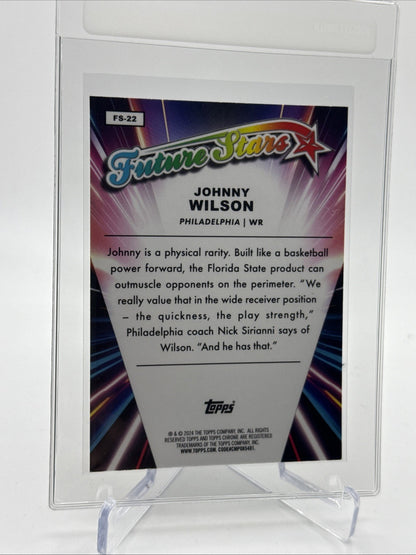 FS-22
Future Stars
JOHNNY
WILSON
PHILADELPHIA | WR
Johnny is a physical rarity. Built like a basketball
power forward, the Florida State product can
outmuscle opponents on the perimeter. "We
really value that in the wide receiver position
– the quickness, the play strength,"
Philadelphia coach Nick Sirianni says of
Wilson. "And he has that."
Topps
® & © 2024 THE TOPPS COMPANY, INC. ALL RIGHTS
RESERVED TOPPS AND TOPPS CHROME ARE REGISTERED
TRADEMARKS OF THE TOPPS COMPANY, INC.
WWW.TOPPS.COM. CODE#CMP085481.